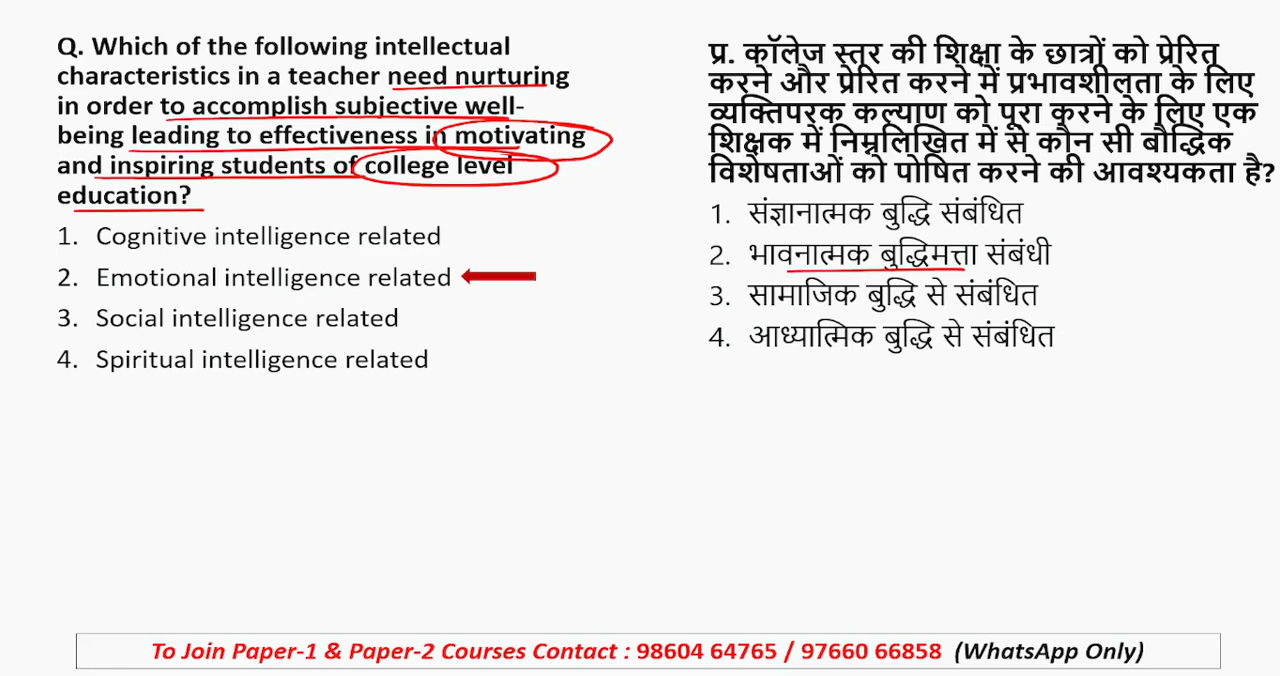 Q. Which of the following intellectual
characteristics in a teacher need nurturing
in order to accomplish subjective well-
being leading to effectiveness in motivating
and inspiring students of college level
education?
1. Cognitive intelligence related
2. Emotional intelligence related
3. Social intelligence related
4. Spiritual intelligence related
प्र. कॉलेज स्तर की शिक्षा के छात्रों को प्रेरित
करने और प्रेरित करने में प्रभावशीलता के लिए
व्यक्तिपरक कल्याण को पूरा करने के लिए एक
शिक्षक में निम्नलिखित में से कौन सी बौद्धिक
विशेषताओं को पोषित करने की आवश्यकता है?
1. संज्ञानात्मक बुद्धि संबंधित
2. भावनात्मक बुद्धिमत्ता संबंधी
3. सामाजिक बुद्धि से संबंधित
4. आध्यात्मिक बुद्धि से संबंधित
To Join Paper-1 & Paper-2 Courses Contact : 98604 64765 / 97660 66858 (WhatsApp Only)